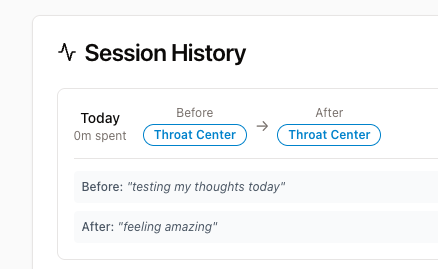 Session History
Today
0m spent
Before
Throat Center
→
After
Throat Center
Before: "testing my thoughts today"
After: "feeling amazing"